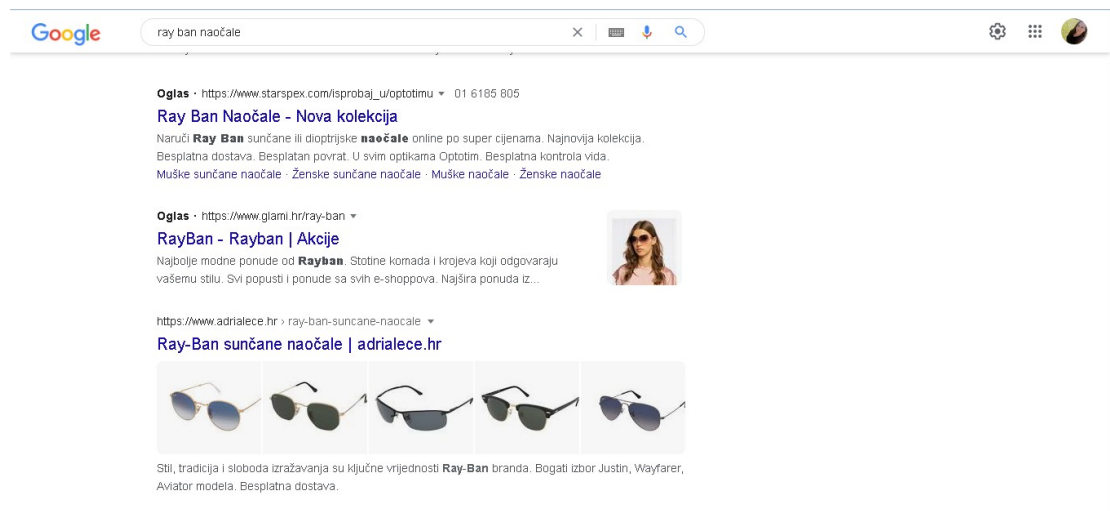 Google
ray ban naočale
Oglas · https://www.starspex.com/isprobaj_u/optotimu 01 6185 805
Ray Ban Naočale - Nova kolekcija
Naruči Ray Ban sunčane ili dioptrijske naočale online po super cijenama. Najnovija kolekcija.
Besplatna dostava. Besplatan povrat. U svim optikama Optotim. Besplatna kontrola vida.
Muške sunčane naočale · Ženske sunčane naočale · Muške naočale · Ženske naočale
Oglas · https://www.glami.hr/ray-ban
RayBan - Rayban | Akcije
Najbolje modne ponude od Rayban. Stotine komada i krojeva koji odgovaraju
vašemu stilu. Svi popusti i ponude sa svih e-shoppova. Najšira ponuda iz...
https://www.adrialece.hr › ray-ban-suncane-naocale
Ray-Ban sunčane naočale | adrialece.hr
Stil, tradicija i sloboda izražavanja su ključne vrijednosti Ray-Ban branda. Bogati izbor Justin, Wayfarer,
Aviator modela. Besplatna dostava.